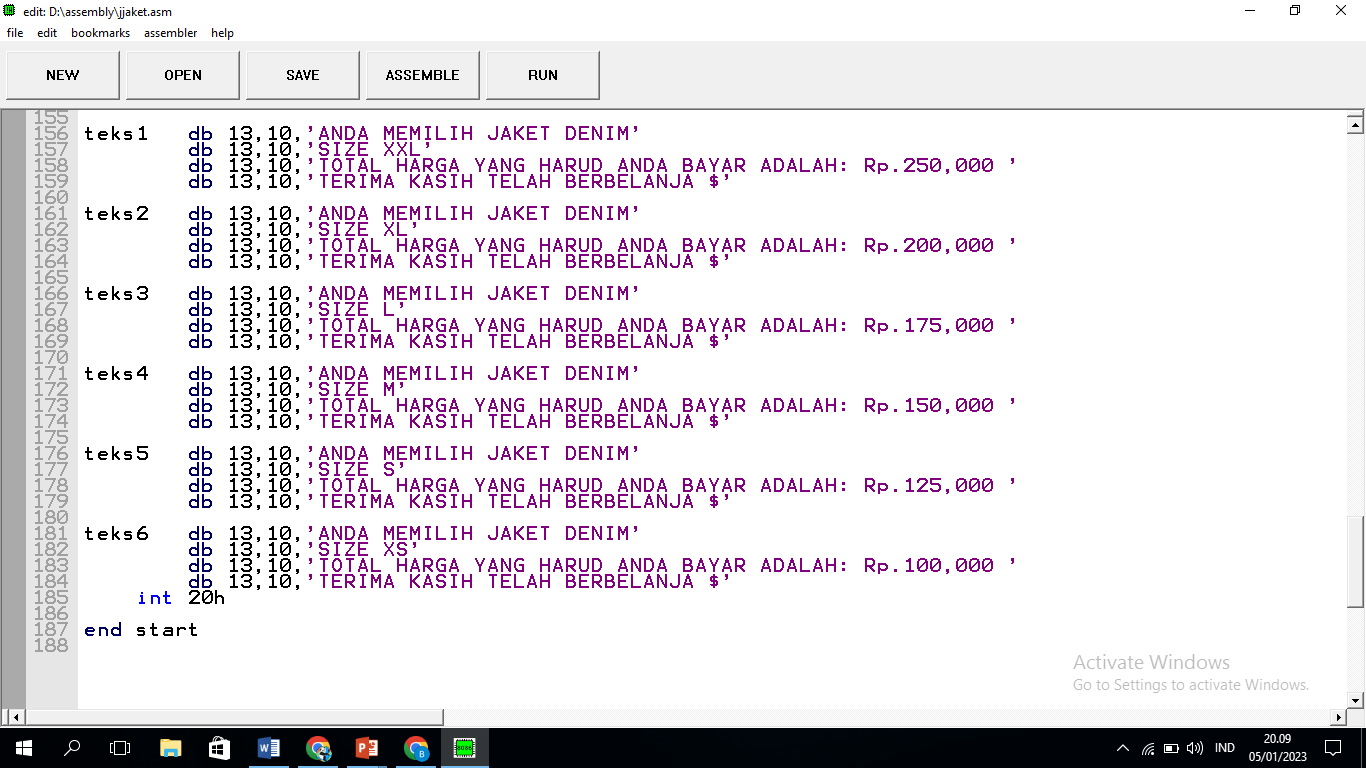 edit: D:\assembly\jjaket.asm
file edit bookmarks assembler help
NEW OPEN SAVE ASSEMBLE RUN
155
156 teks1 db 13,10,'ANDA MEMILIH JAKET DENIM'
157 db 13,10,'SIZE XXL'
158 db 13,10,'TOTAL HARGA YANG HARUD ANDA BAYAR ADALAH: Rp.250,000 '
159 db 13,10,'TERIMA KASIH TELAH BERBELANJA $'
160
161 teks2 db 13,10,'ANDA MEMILIH JAKET DENIM'
162 db 13,10,'SIZE XL'
163 db 13,10,'TOTAL HARGA YANG HARUD ANDA BAYAR ADALAH: Rp.200,000 '
164 db 13,10,'TERIMA KASIH TELAH BERBELANJA $'
165
166 teks3 db 13,10,'ANDA MEMILIH JAKET DENIM'
167 db 13,10,'SIZE L'
168 db 13,10,'TOTAL HARGA YANG HARUD ANDA BAYAR ADALAH: Rp.175,000 '
169 db 13,10,'TERIMA KASIH TELAH BERBELANJA $'
170
171 teks4 db 13,10,'ANDA MEMILIH JAKET DENIM'
172 db 13,10,'SIZE M'
173 db 13,10,'TOTAL HARGA YANG HARUD ANDA BAYAR ADALAH: Rp.150,000 '
174 db 13,10,'TERIMA KASIH TELAH BERBELANJA $'
175
176 teks5 db 13,10,'ANDA MEMILIH JAKET DENIM'
177 db 13,10,'SIZE S'
178 db 13,10,'TOTAL HARGA YANG HARUD ANDA BAYAR ADALAH: Rp.125,000 '
179 db 13,10,'TERIMA KASIH TELAH BERBELANJA $'
180
181 teks6 db 13,10,'ANDA MEMILIH JAKET DENIM'
182 db 13,10,'SIZE XS'
183 db 13,10,'TOTAL HARGA YANG HARUD ANDA BAYAR ADALAH: Rp.100,000 '
184 db 13,10,'TERIMA KASIH TELAH BERBELANJA $'
185 int 20h
186
187 end start
188
Activate Windows
Go to Settings to activate Windows.
IND
20.09
05/01/2023